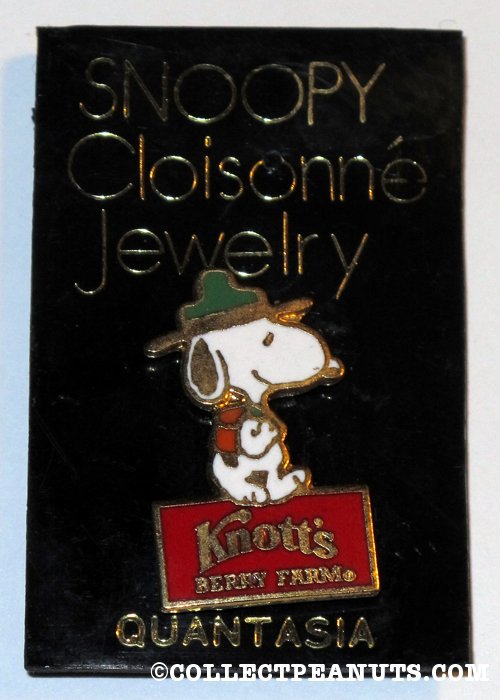 SNOOPY
Cloisonné
Jewelry
Knott's
BERRY FARM®
QUANTASIA
©COLLECTPEANUTS.COM